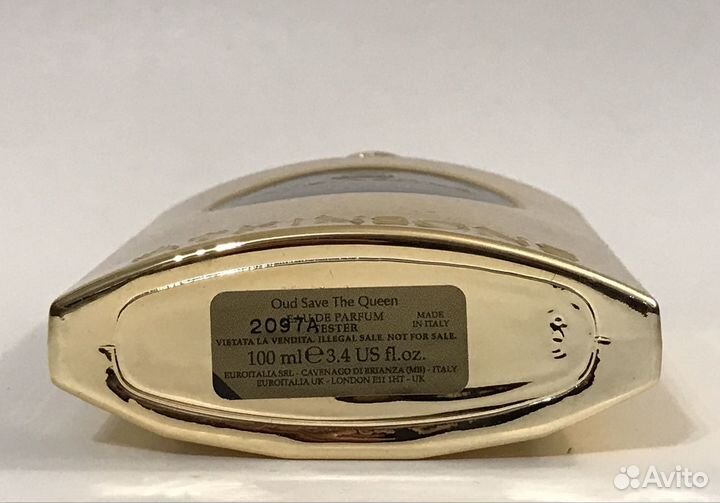 Oud Save The Queen
EAU DE PARFUM
2097A
TESTER
MADE
IN ITALY
VIETATA LA VENDITA. ILLEGAL SALE. NOT FOR SALE.
100 ml ℮ 3.4 US fl.oz.
EUROITALIA SRL - CAVENAGO DI BRIANZA (MB) - ITALY
EUROITALIA UK - LONDON E11 1HT - UK
Avito